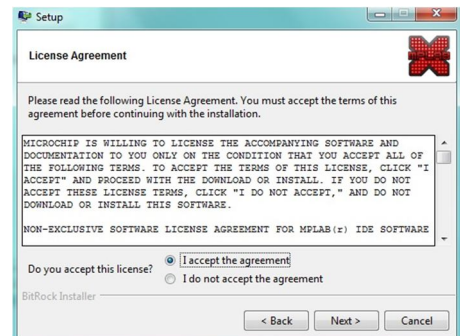 Setup
License Agreement
MPLAB
Please read the following License Agreement. You must accept the terms of this
agreement before continuing with the installation.
MICROCHIP IS WILLING TO LICENSE THE ACCOMPANYING SOFTWARE AND
DOCUMENTATION TO YOU ONLY ON THE CONDITION THAT YOU ACCEPT ALL OF
THE FOLLOWING TERMS. TO ACCEPT THE TERMS OF THIS LICENSE, CLICK "I
ACCEPT" AND PROCEED WITH THE DOWNLOAD OR INSTALL. IF YOU DO NOT
ACCEPT THESE LICENSE TERMS, CLICK "I DO NOT ACCEPT," AND DO NOT
DOWNLOAD OR INSTALL THIS SOFTWARE.
NON-EXCLUSIVE SOFTWARE LICENSE AGREEMENT FOR MPLAB(r) IDE SOFTWARE
Do you accept this license?
I accept the agreement
I do not accept the agreement
BitRock Installer
< Back Next > Cancel